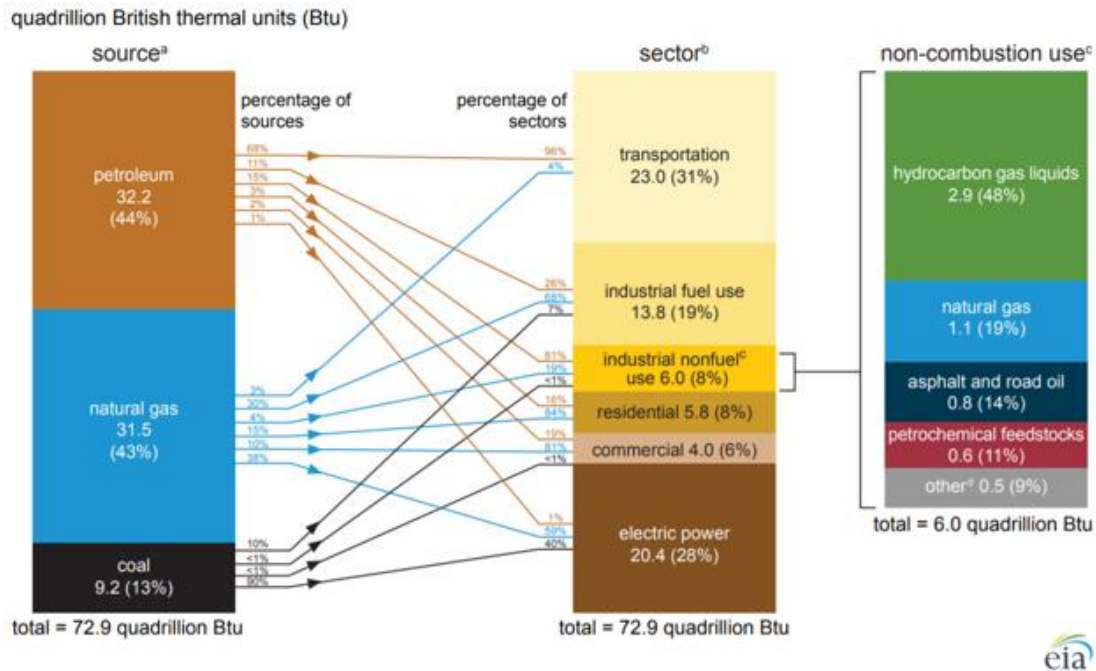 quadrillion British thermal units (Btu)
sourceᵃ
percentage of
sources
petroleum
32.2
(44%)
68%
11%
15%
3%
2%
1%
natural gas
31.5
(43%)
3%
30%
4%
15%
10%
38%
coal
9.2 (13%)
10%
<1%
<1%
90%
total = 72.9 quadrillion Btu
sectorᵇ
percentage of
sectors
96%
4%
transportation
23.0 (31%)
26%
68%
7%
industrial fuel use
13.8 (19%)
81%
19%
<1%
industrial nonfuelᶜ
use 6.0 (8%)
16%
84%
residential 5.8 (8%)
19%
81%
<1%
commercial 4.0 (6%)
1%
59%
40%
electric power
20.4 (28%)
total = 72.9 quadrillion Btu
non-combustion useᶜ
hydrocarbon gas liquids
2.9 (48%)
natural gas
1.1 (19%)
asphalt and road oil
0.8 (14%)
petrochemical feedstocks
0.6 (11%)
otherᵈ 0.5 (9%)
total = 6.0 quadrillion Btu
eia